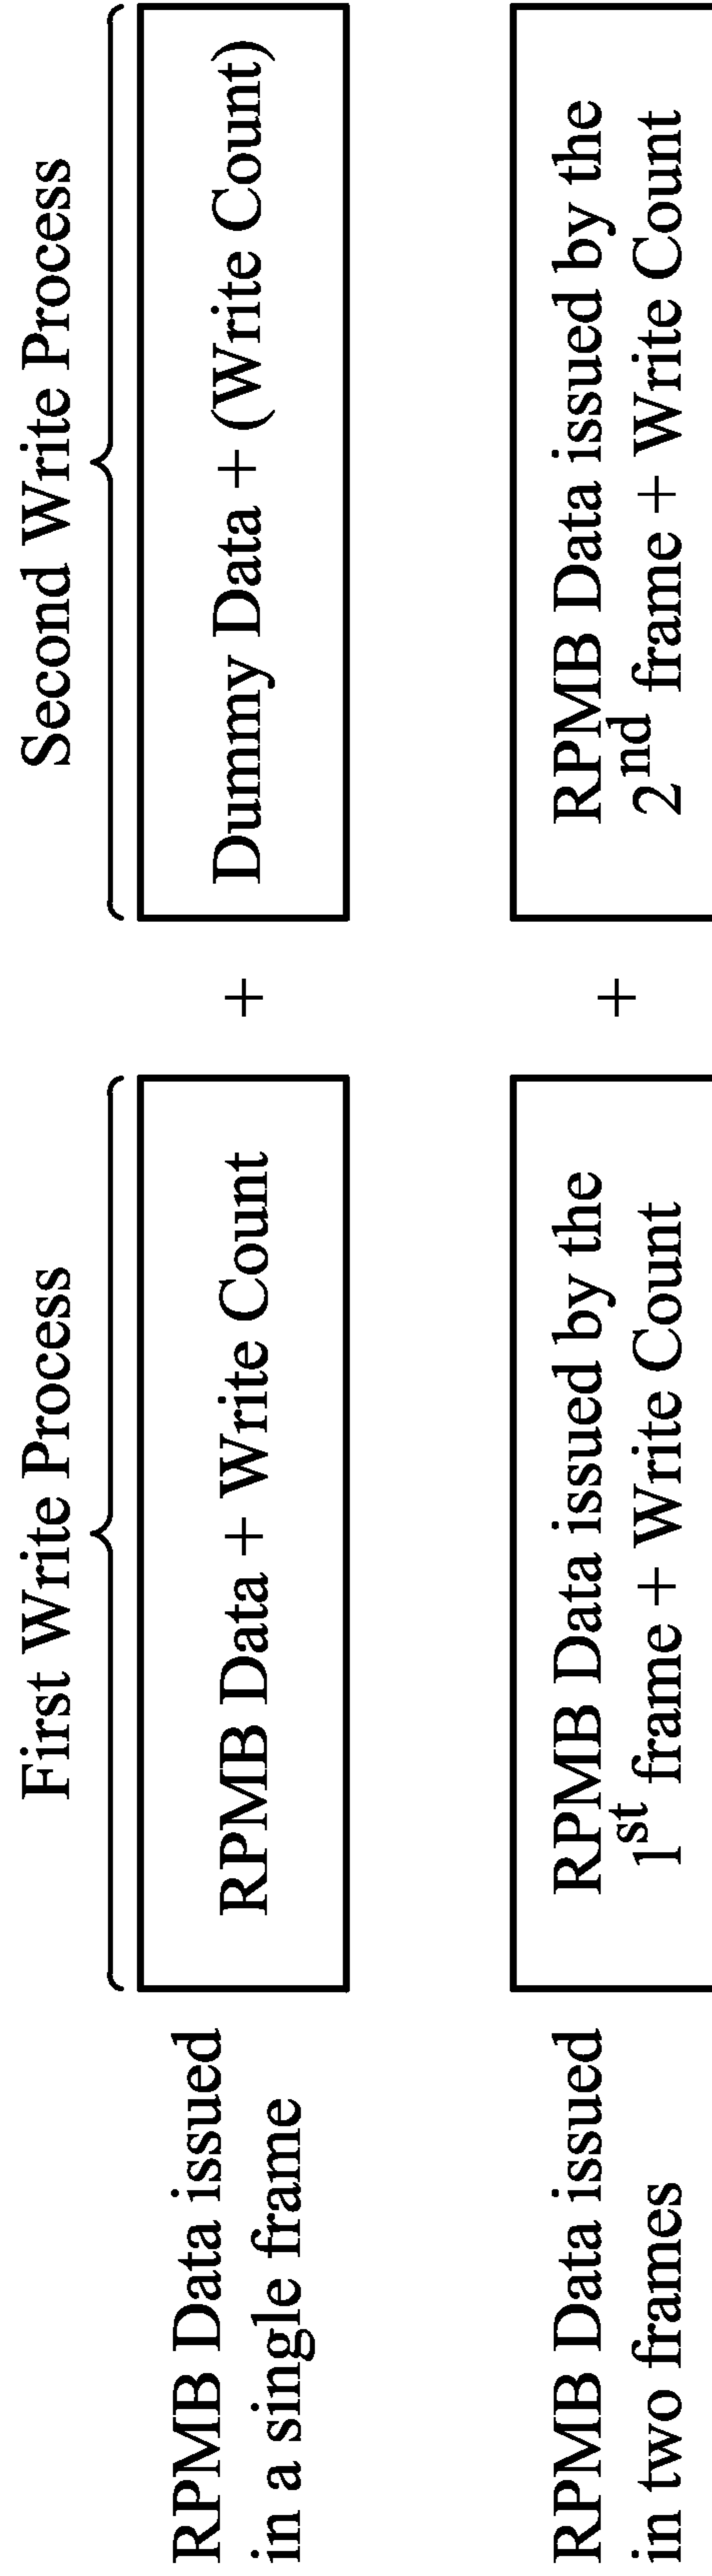 First Write Process
Second Write Process
RPMB Data issued
in a single frame
RPMB Data + Write Count
+
Dummy Data + (Write Count)
RPMB Data issued
in two frames
RPMB Data issued by the
1st frame + Write Count
+
RPMB Data issued by the
2nd frame + Write Count